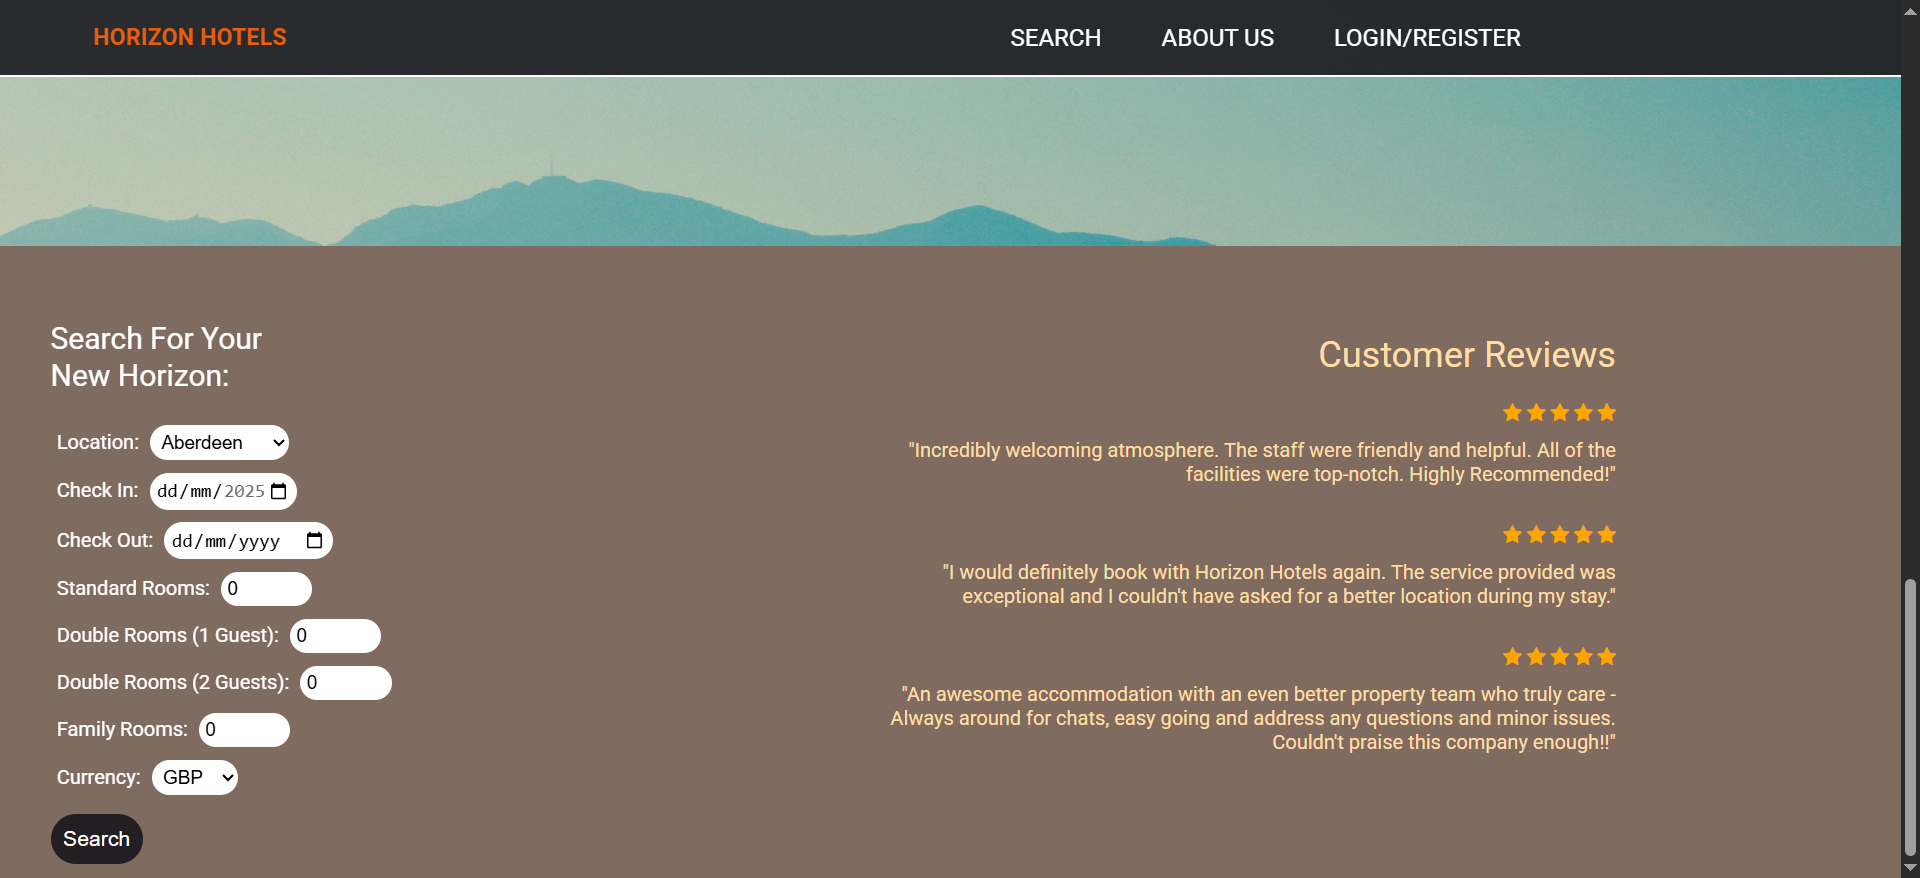 HORIZON HOTELS
SEARCH
ABOUT US
LOGIN/REGISTER
Search For Your
New Horizon:
Location: Aberdeen
Check In: dd/mm/2025
Check Out: dd/mm/yyyy
Standard Rooms: 0
Double Rooms (1 Guest): 0
Double Rooms (2 Guests): 0
Family Rooms: 0
Currency: GBP
Search
Customer Reviews
"Incredibly welcoming atmosphere. The staff were friendly and helpful. All of the
facilities were top-notch. Highly Recommended!"
"I would definitely book with Horizon Hotels again. The service provided was
exceptional and I couldn't have asked for a better location during my stay."
"An awesome accommodation with an even better property team who truly care -
Always around for chats, easy going and address any questions and minor issues.
Couldn't praise this company enough!!"